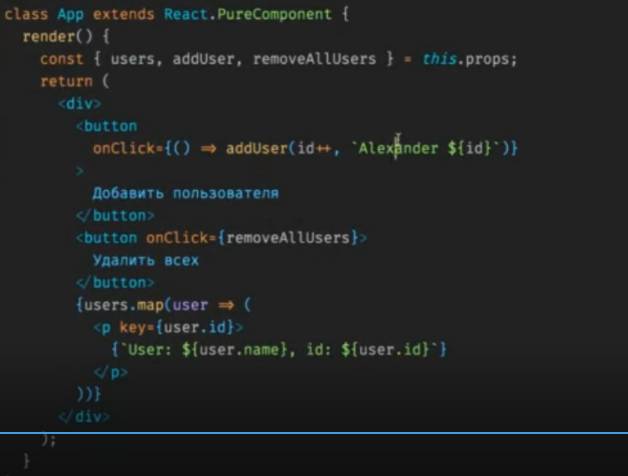 class App extends React.PureComponent {
render() {
const { users, addUser, removeAllUsers } = this.props;
return (
<div>
<button
onClick={() => addUser(id++, `Alexander ${id}`)}
>
Добавить пользователя
</button>
<button onClick={removeAllUsers}>
Удалить всех
</button>
{users.map(user => (
<p key={user.id}>
{`User: ${user.name}, id: ${user.id}`}
</p>
))}
</div>
);
}